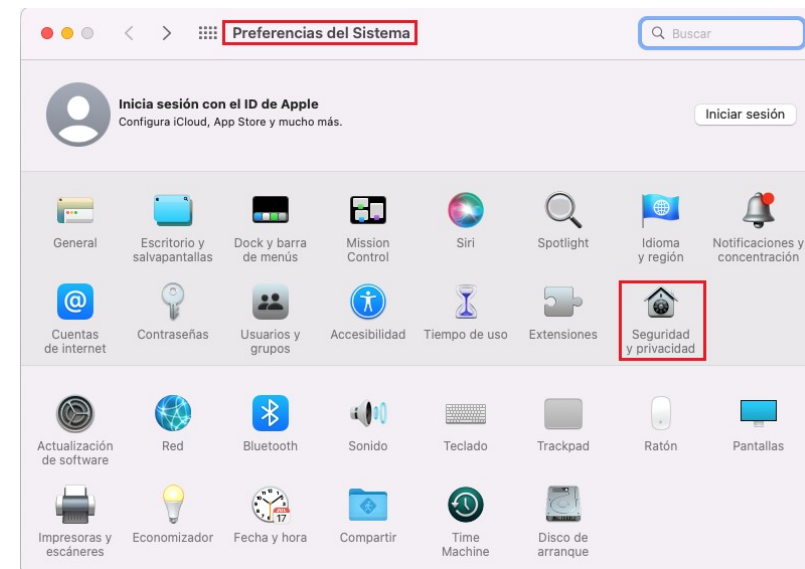 Preferencias del Sistema
Buscar
Inicia sesión con el ID de Apple
Configura iCloud, App Store y mucho más.
Iniciar sesión
General
Escritorio y
salvapantallas
Dock y barra
de menús
Mission
Control
Siri
Spotlight
Idioma
y región
Notificaciones y
concentración
Cuentas
de internet
Contraseñas
Usuarios y
grupos
Accesibilidad
Tiempo de uso
Extensiones
Seguridad
y privacidad
Actualización
de software
Red
Bluetooth
Sonido
Teclado
Trackpad
Ratón
Pantallas
Impresoras y
escáneres
Economizador
Fecha y hora
17
Compartir
Time
Machine
Disco de
arranque